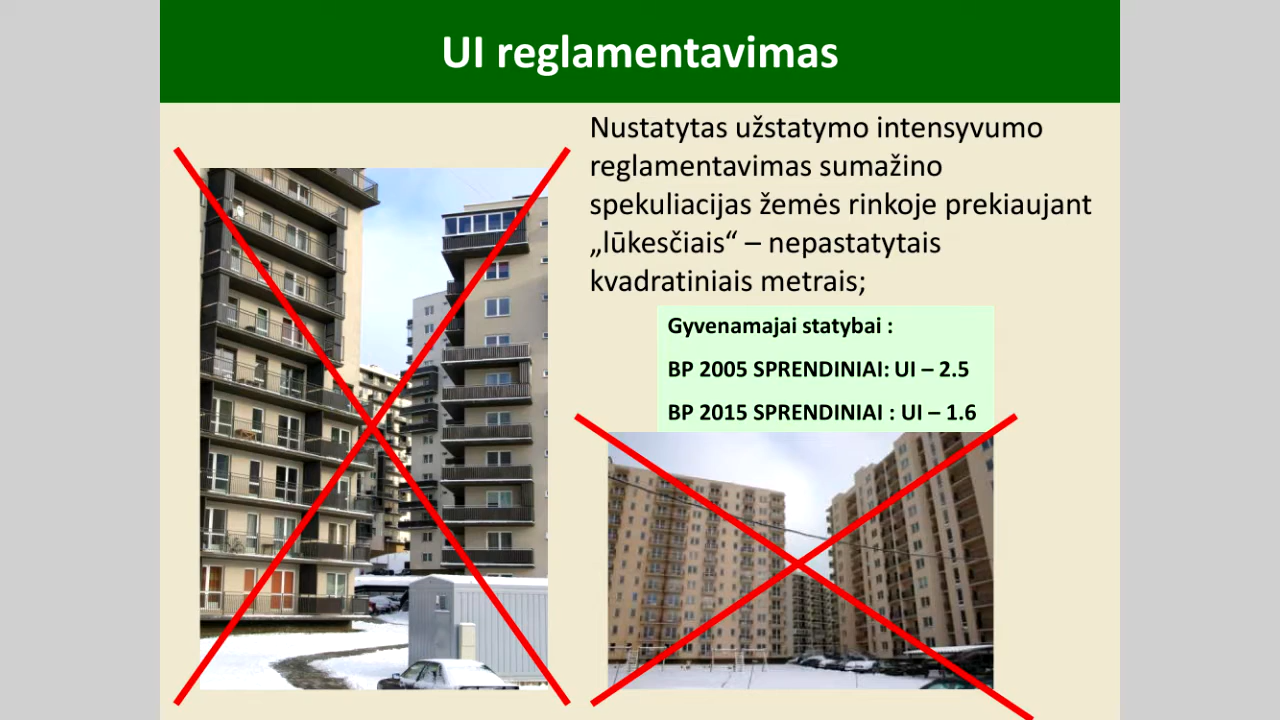 UI reglamentavimas
Nustatytas užstatymo intensyvumo
reglamentavimas sumažino
spekuliacijas žemės rinkoje prekiaujant
„lūkesčiais“ – nepastatytais
kvadratiniais metrais;
Gyvenamajai statybai :
BP 2005 SPRENDINIAI: UI – 2.5
BP 2015 SPRENDINIAI : UI – 1.6